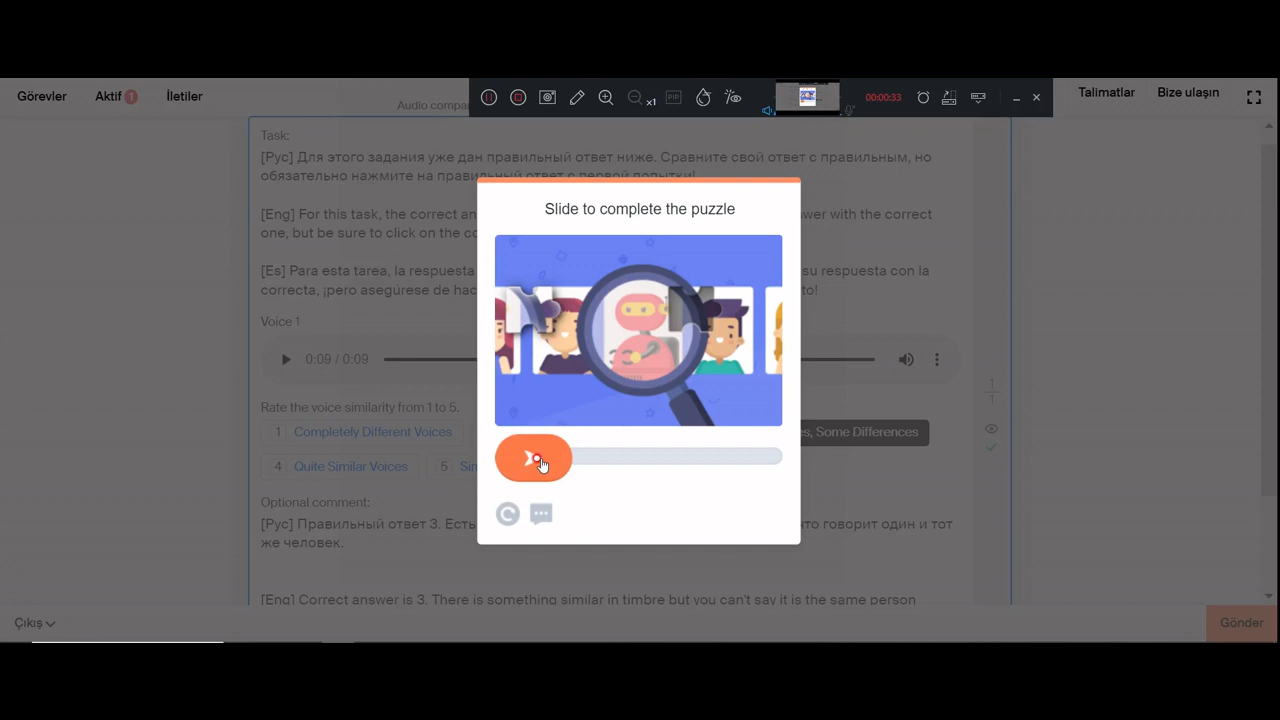 Görevler
Aktif 1
İletiler
Audio compa
x1
PIP
00:00:33
Talimatlar
Bize ulaşın
Task:
[Рус] Для этого задания уже дан правильный ответ ниже. Сравните свой ответ с правильным, но
обязательно нажмите на правильный ответ с первой попытки!
[Eng] For this task, the correct an
swer with the correct
one, but be sure to click on the co
[Es] Para esta tarea, la respuesta
su respuesta con la
correcta, ¡pero asegúrese de hac
to!
Voice 1
0:09 / 0:09
Rate the voice similarity from 1 to 5.
1 Completely Different Voices
s, Some Differences
4 Quite Similar Voices
5 Sin
Optional comment:
[Рус] Правильный ответ 3. Есть
что говорит один и тот
же человек.
[Eng] Correct answer is 3. There is something similar in timbre but you can't say it is the same person
1
1
Slide to complete the puzzle
Çıkış
Gönder